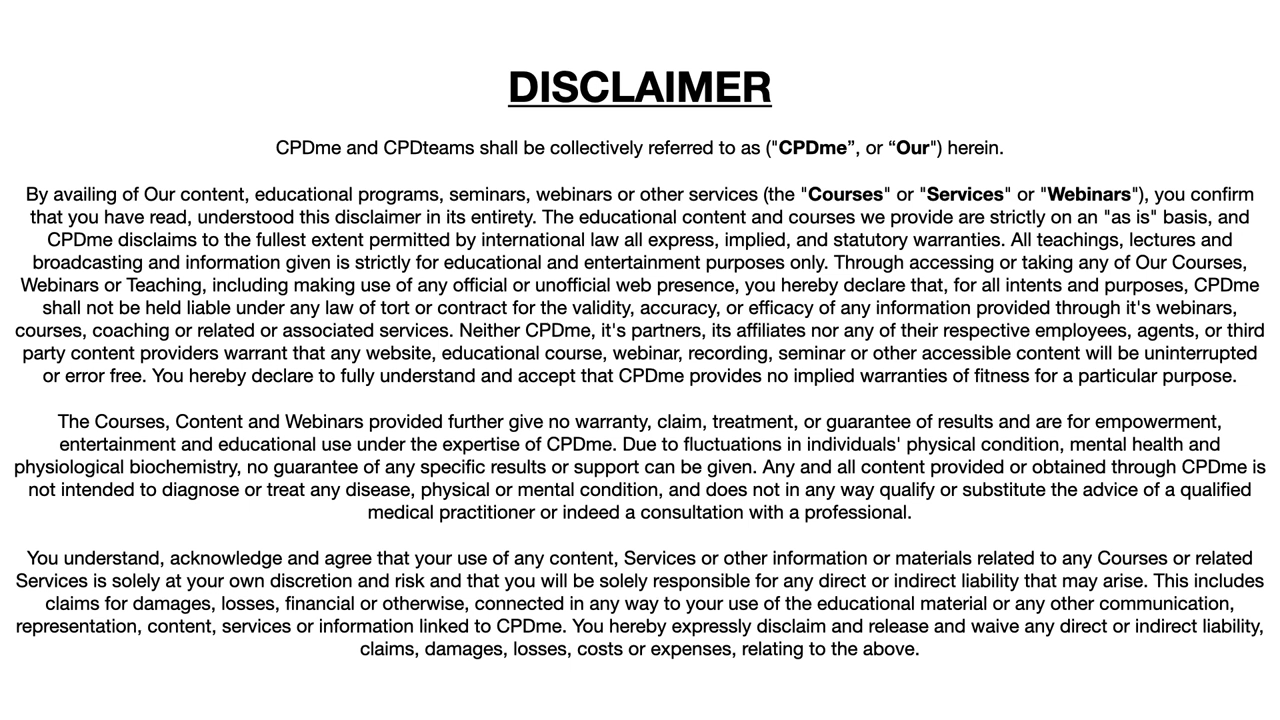 DISCLAIMER
CPDme and CPDteams shall be collectively referred to as ("CPDme”, or “Our") herein.
By availing of Our content, educational programs, seminars, webinars or other services (the "Courses" or "Services" or "Webinars"), you confirm
that you have read, understood this disclaimer in its entirety. The educational content and courses we provide are strictly on an "as is" basis, and
CPDme disclaims to the fullest extent permitted by international law all express, implied, and statutory warranties. All teachings, lectures and
broadcasting and information given is strictly for educational and entertainment purposes only. Through accessing or taking any of Our Courses,
Webinars or Teaching, including making use of any official or unofficial web presence, you hereby declare that, for all intents and purposes, CPDme
shall not be held liable under any law of tort or contract for the validity, accuracy, or efficacy of any information provided through it's webinars,
courses, coaching or related or associated services. Neither CPDme, it's partners, its affiliates nor any of their respective employees, agents, or third
party content providers warrant that any website, educational course, webinar, recording, seminar or other accessible content will be uninterrupted
or error free. You hereby declare to fully understand and accept that CPDme provides no implied warranties of fitness for a particular purpose.
The Courses, Content and Webinars provided further give no warranty, claim, treatment, or guarantee of results and are for empowerment,
entertainment and educational use under the expertise of CPDme. Due to fluctuations in individuals' physical condition, mental health and
physiological biochemistry, no guarantee of any specific results or support can be given. Any and all content provided or obtained through CPDme is
not intended to diagnose or treat any disease, physical or mental condition, and does not in any way qualify or substitute the advice of a qualified
medical practitioner or indeed a consultation with a professional.
You understand, acknowledge and agree that your use of any content, Services or other information or materials related to any Courses or related
Services is solely at your own discretion and risk and that you will be solely responsible for any direct or indirect liability that may arise. This includes
claims for damages, losses, financial or otherwise, connected in any way to your use of the educational material or any other communication,
representation, content, services or information linked to CPDme. You hereby expressly disclaim and release and waive any direct or indirect liability,
claims, damages, losses, costs or expenses, relating to the above.